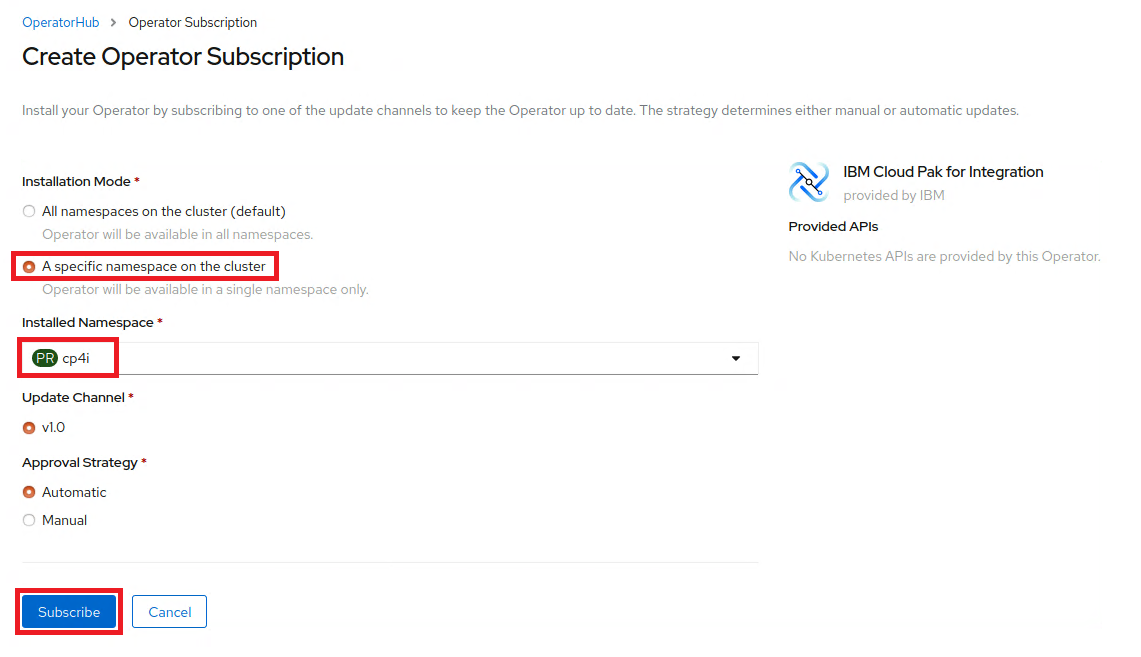 OperatorHub > Operator Subscription
Create Operator Subscription
Install your Operator by subscribing to one of the update channels to keep the Operator up to date. The strategy determines either manual or automatic updates.
Installation Mode *
All namespaces on the cluster (default)
Operator will be available in all namespaces.
A specific namespace on the cluster
Operator will be available in a single namespace only.
Installed Namespace *
PR cp4i
Update Channel *
v1.0
Approval Strategy *
Automatic
Manual
Subscribe Cancel
IBM Cloud Pak for Integration
provided by IBM
Provided APIs
No Kubernetes APIs are provided by this Operator.